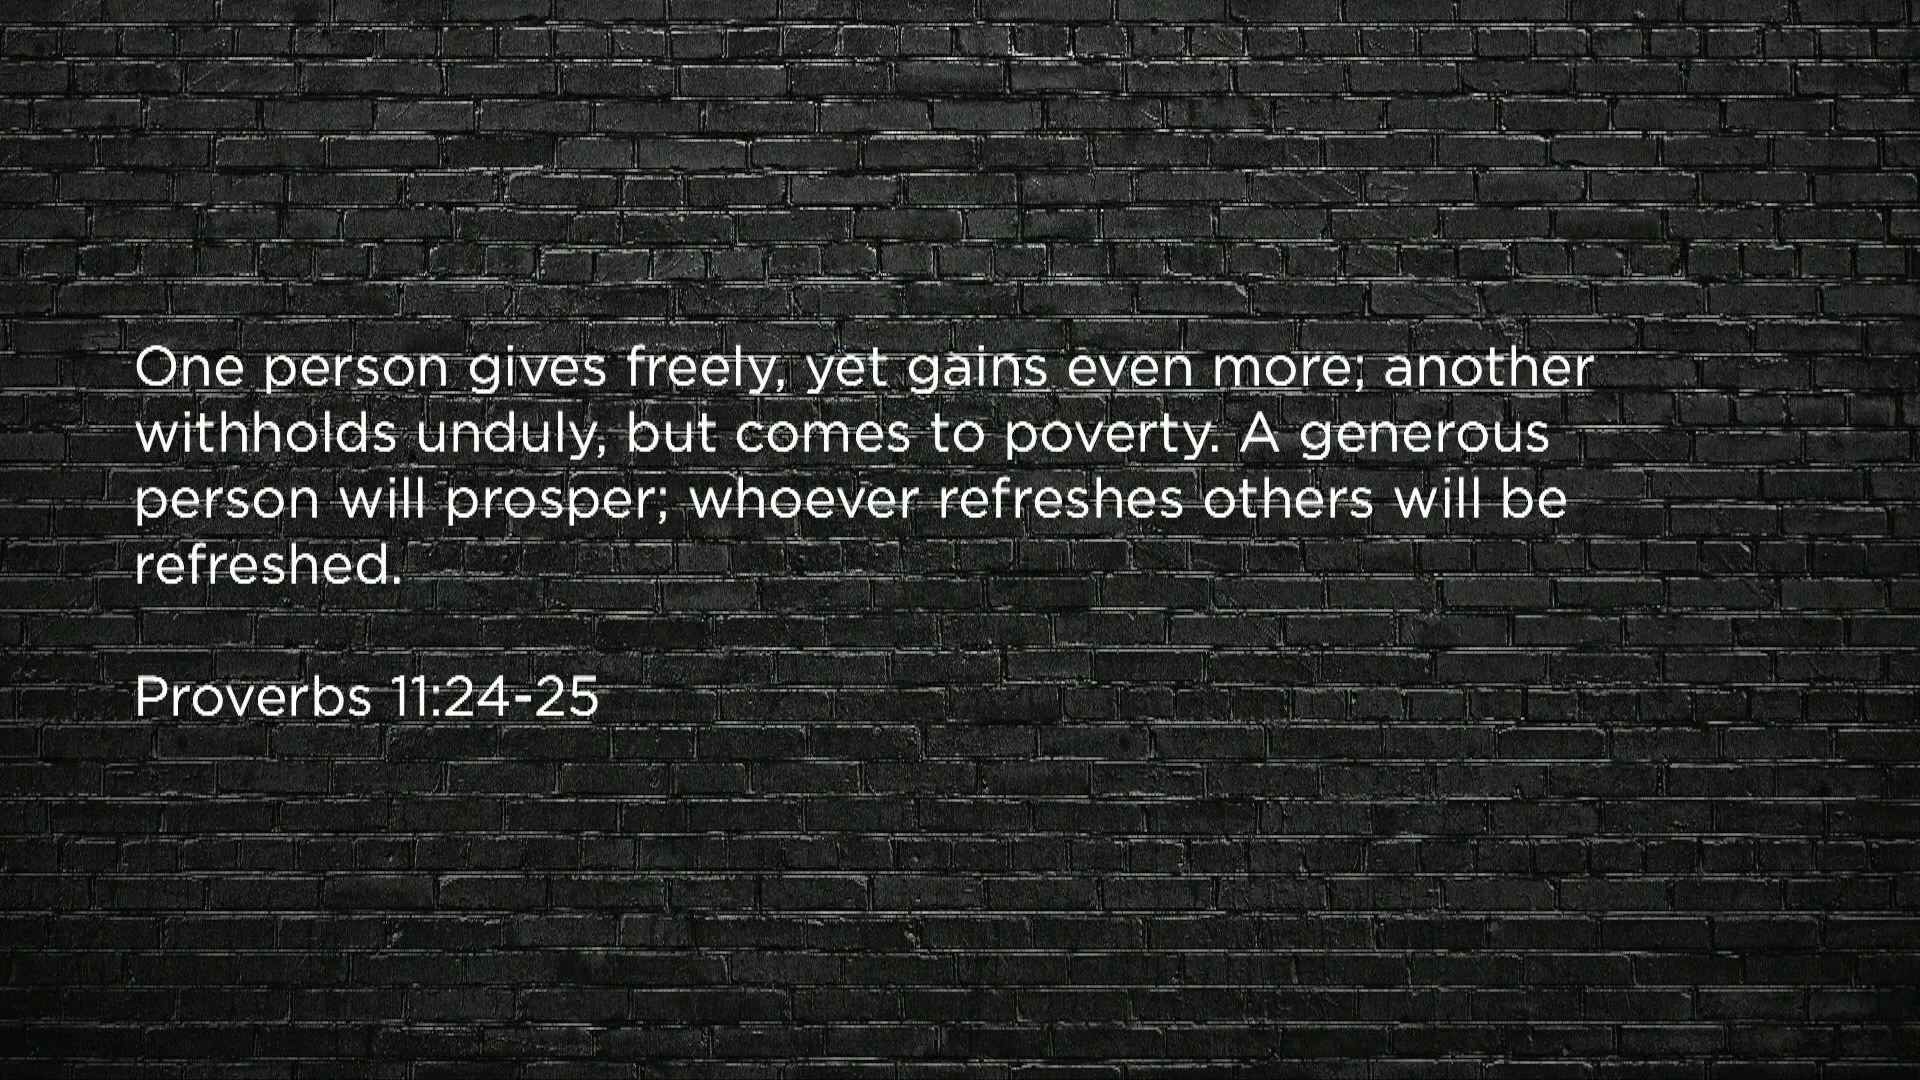 One person gives freely, yet gains even more; another
withholds unduly, but comes to poverty. A generous
person will prosper; whoever refreshes others will be
refreshed.
Proverbs 11:24-25